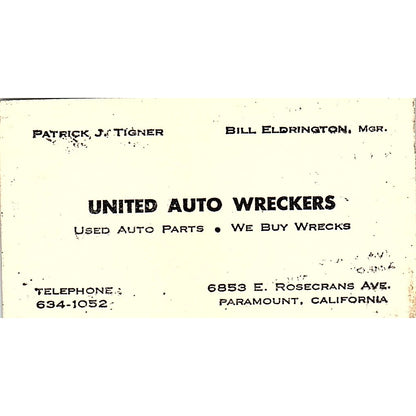 PATRICK J. TIGNER
BILL ELDRINGTON, MGR.
UNITED AUTO WRECKERS
USED AUTO PARTS • WE BUY WRECKS
TELEPHONE:
634-1052
6853 E. ROSECRANS AVE.
PARAMOUNT, CALIFORNIA